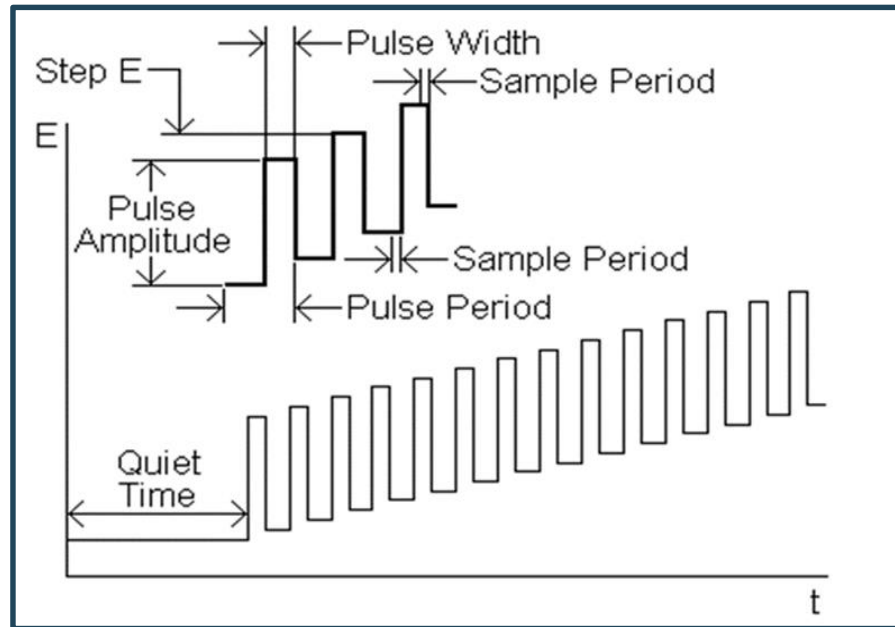 Pulse Width
Step E
Sample Period
E
Pulse
Amplitude
Sample Period
Pulse Period
Quiet
Time
t